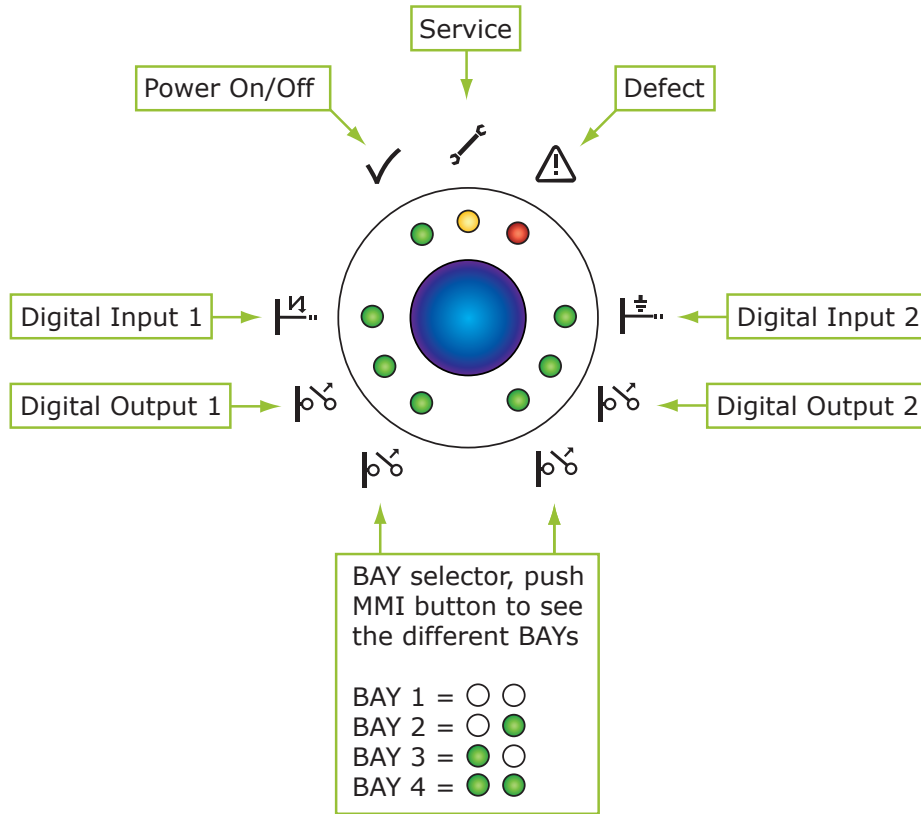 Service
Power On/Off
Defect
Digital Input 1
Digital Input 2
Digital Output 1
Digital Output 2
BAY selector, push
MMI button to see
the different BAYs
BAY 1 =
BAY 2 =
BAY 3 =
BAY 4 =